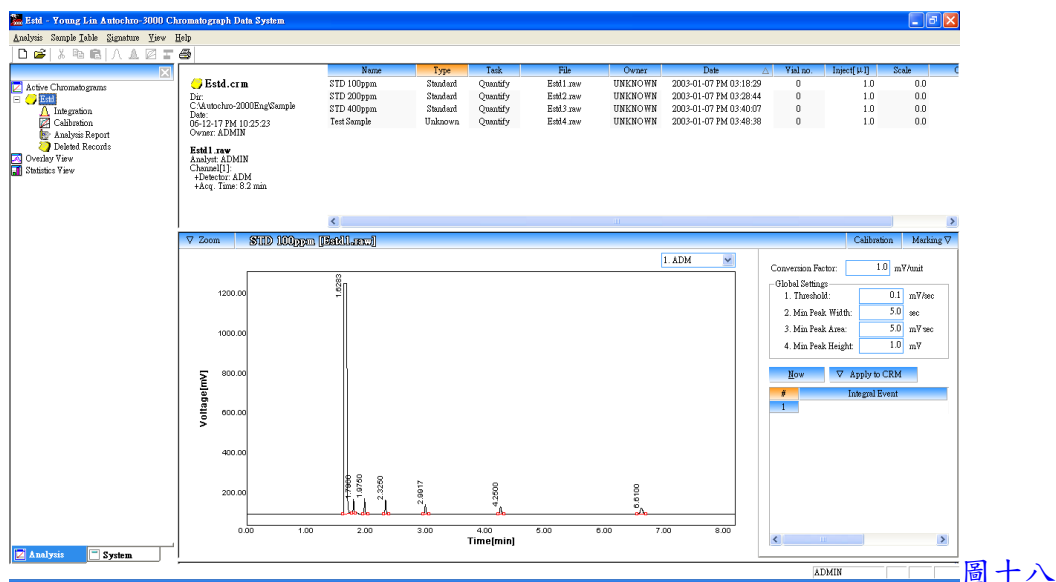 Estd - Young Lin Autochro-3000 Chromatograph Data System
Analysis Sample Table Signature View Help
Active Chromatograms
Estd
Integration
Calibration
Analysis Report
Deleted Records
Overlay View
Statistics View
Estd.crm
Dir:
C:\Autochro-2000Eng\Sample
Date:
06-12-17 PM 10:25:23
Owner: ADMIN
Estd1.raw
Analyst: ADMIN
Channel[1]:
+Detector: ADM
+Acq. Time: 8.2 min
Name Type Task File Owner Date Vial no. Inject[µl] Scale
STD 100ppm Standard Quantify Estd1.raw UNKNOWN 2003-01-07 PM 03:18:29 0 1.0 0.0
STD 200ppm Standard Quantify Estd2.raw UNKNOWN 2003-01-07 PM 03:28:44 0 1.0 0.0
STD 400ppm Standard Quantify Estd3.raw UNKNOWN 2003-01-07 PM 03:40:07 0 1.0 0.0
Test Sample Unknown Quantify Estd4.raw UNKNOWN 2003-01-07 PM 03:48:38 0 1.0 0.0
Zoom STD 100ppm [Estd1.raw] Calibration Marking
1. ADM
Voltage[mV]
1200.00
1000.00
800.00
600.00
400.00
200.00
1.6283
1.7900
1.9750
2.3250
2.9917
4.2500
6.6100
0.00 1.00 2.00 3.00 4.00 5.00 6.00 7.00 8.00
Time[min]
Conversion Factor: 1.0 mV/unit
Global Settings
1. Threshold: 0.1 mV/sec
2. Min Peak Width: 5.0 sec
3. Min Peak Area: 5.0 mV·sec
4. Min Peak Height: 1.0 mV
Now Apply to CRM
# Integral Event
1
Analysis System
ADMIN
圖十八